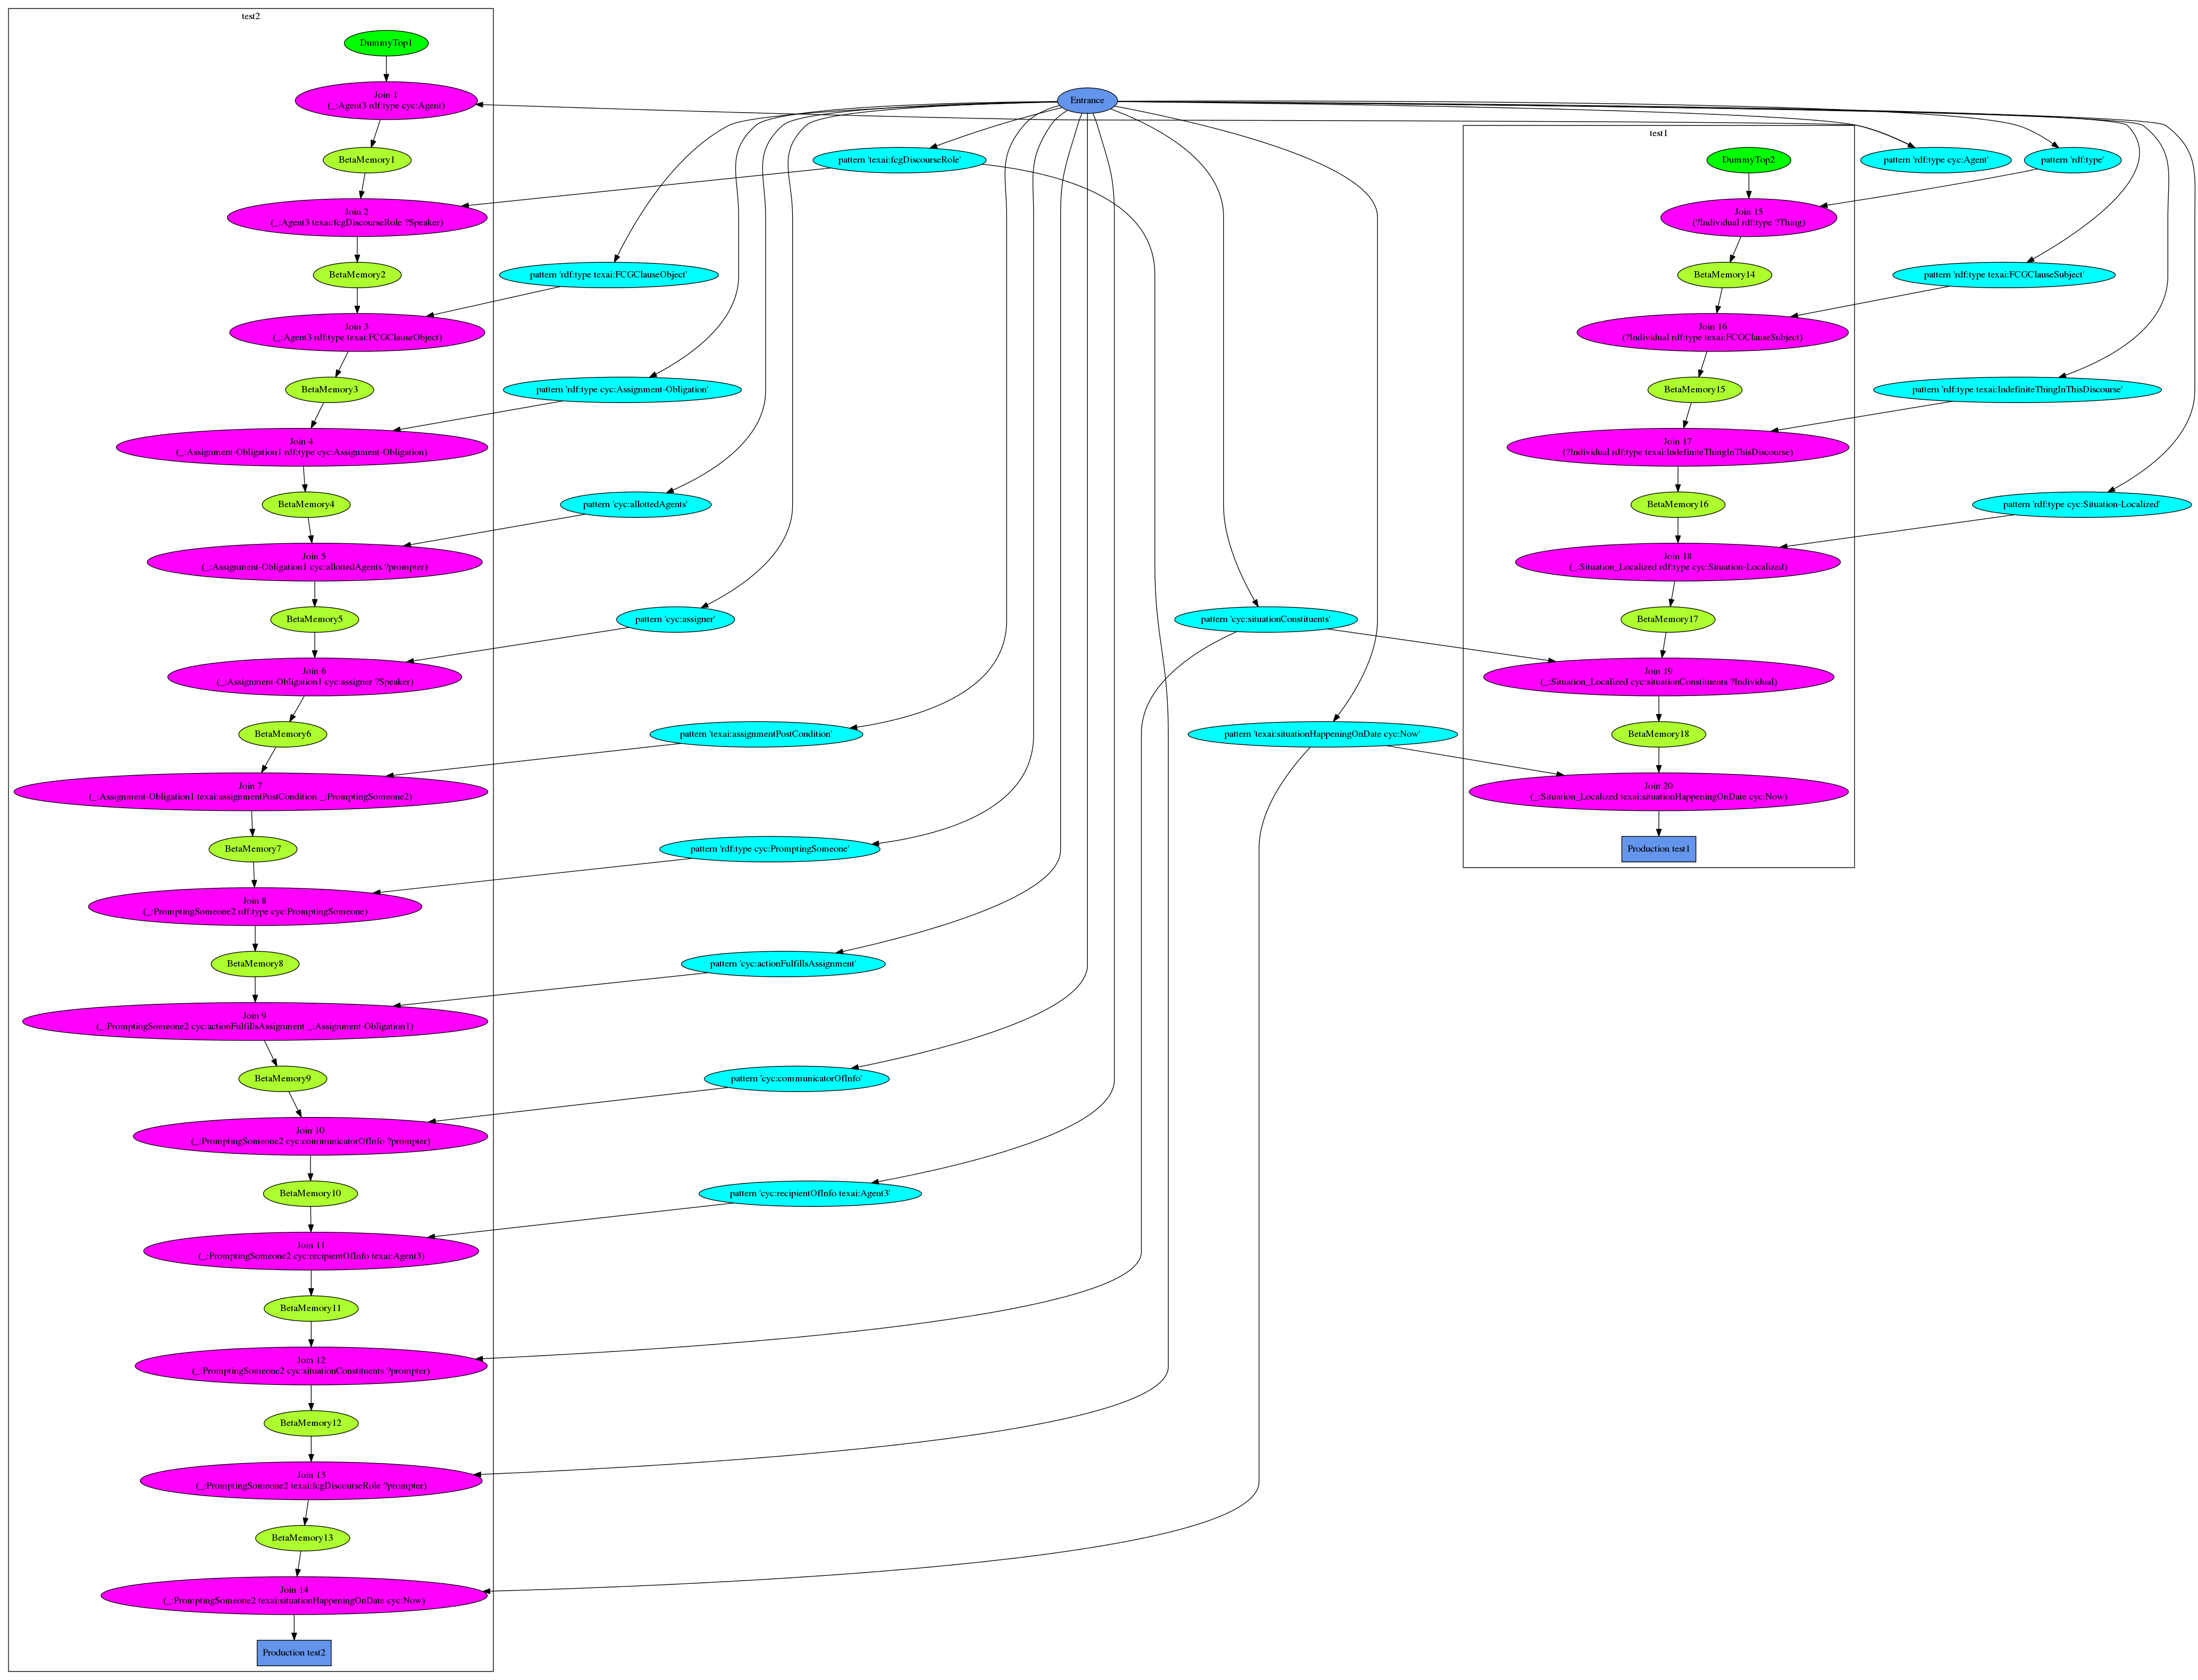 test2
DummyTop1
Join 1
(_:Agent3 rdf:type cyc:Agent)
BetaMemory1
Join 2
(_:Agent3 texai:fcgDiscourseRole ?Speaker)
BetaMemory2
Join 3
(_:Agent3 rdf:type texai:FCGClauseObject)
BetaMemory3
Join 4
(_:Assignment-Obligation1 rdf:type cyc:Assignment-Obligation)
BetaMemory4
Join 5
(_:Assignment-Obligation1 cyc:allottedAgents ?prompter)
BetaMemory5
Join 6
(_:Assignment-Obligation1 cyc:assigner ?Speaker)
BetaMemory6
Join 7
(_:Assignment-Obligation1 texai:assignmentPostCondition _:PromptingSomeone2)
BetaMemory7
Join 8
(_:PromptingSomeone2 rdf:type cyc:PromptingSomeone)
BetaMemory8
Join 9
(_:PromptingSomeone2 cyc:actionFulfillsAssignment _:Assignment-Obligation1)
BetaMemory9
Join 10
(_:PromptingSomeone2 cyc:communicatorOfInfo ?prompter)
BetaMemory10
Join 11
(_:PromptingSomeone2 cyc:recipientOfInfo texai:Agent3)
BetaMemory11
Join 12
(_:PromptingSomeone2 cyc:situationConstituents ?prompter)
BetaMemory12
Join 13
(_:PromptingSomeone2 texai:fcgDiscourseRole ?prompter)
BetaMemory13
Join 14
(_:PromptingSomeone2 texai:situationHappeningOnDate cyc:Now)
Production test2
Entrance
pattern 'texai:fcgDiscourseRole'
pattern 'rdf:type texai:FCGClauseObject'
pattern 'rdf:type cyc:Assignment-Obligation'
pattern 'cyc:allottedAgents'
pattern 'cyc:assigner'
pattern 'texai:assignmentPostCondition'
pattern 'rdf:type cyc:PromptingSomeone'
pattern 'cyc:actionFulfillsAssignment'
pattern 'cyc:communicatorOfInfo'
pattern 'cyc:recipientOfInfo texai:Agent3'
pattern 'cyc:situationConstituents'
pattern 'texai:situationHappeningOnDate cyc:Now'
test1
DummyTop2
Join 15
(?Individual rdf:type ?Thing)
BetaMemory14
Join 16
(?Individual rdf:type texai:FCGClauseSubject)
BetaMemory15
Join 17
(?Individual rdf:type texai:IndefiniteThingInThisDiscourse)
BetaMemory16
Join 18
(_:Situation_Localized rdf:type cyc:Situation-Localized)
BetaMemory17
Join 19
(_:Situation_Localized cyc:situationConstituents ?Individual)
BetaMemory18
Join 20
(_:Situation_Localized texai:situationHappeningOnDate cyc:Now)
Production test1
pattern 'rdf:type cyc:Agent'
pattern 'rdf:type'
pattern 'rdf:type texai:FCGClauseSubject'
pattern 'rdf:type texai:IndefiniteThingInThisDiscourse'
pattern 'rdf:type cyc:Situation-Localized'